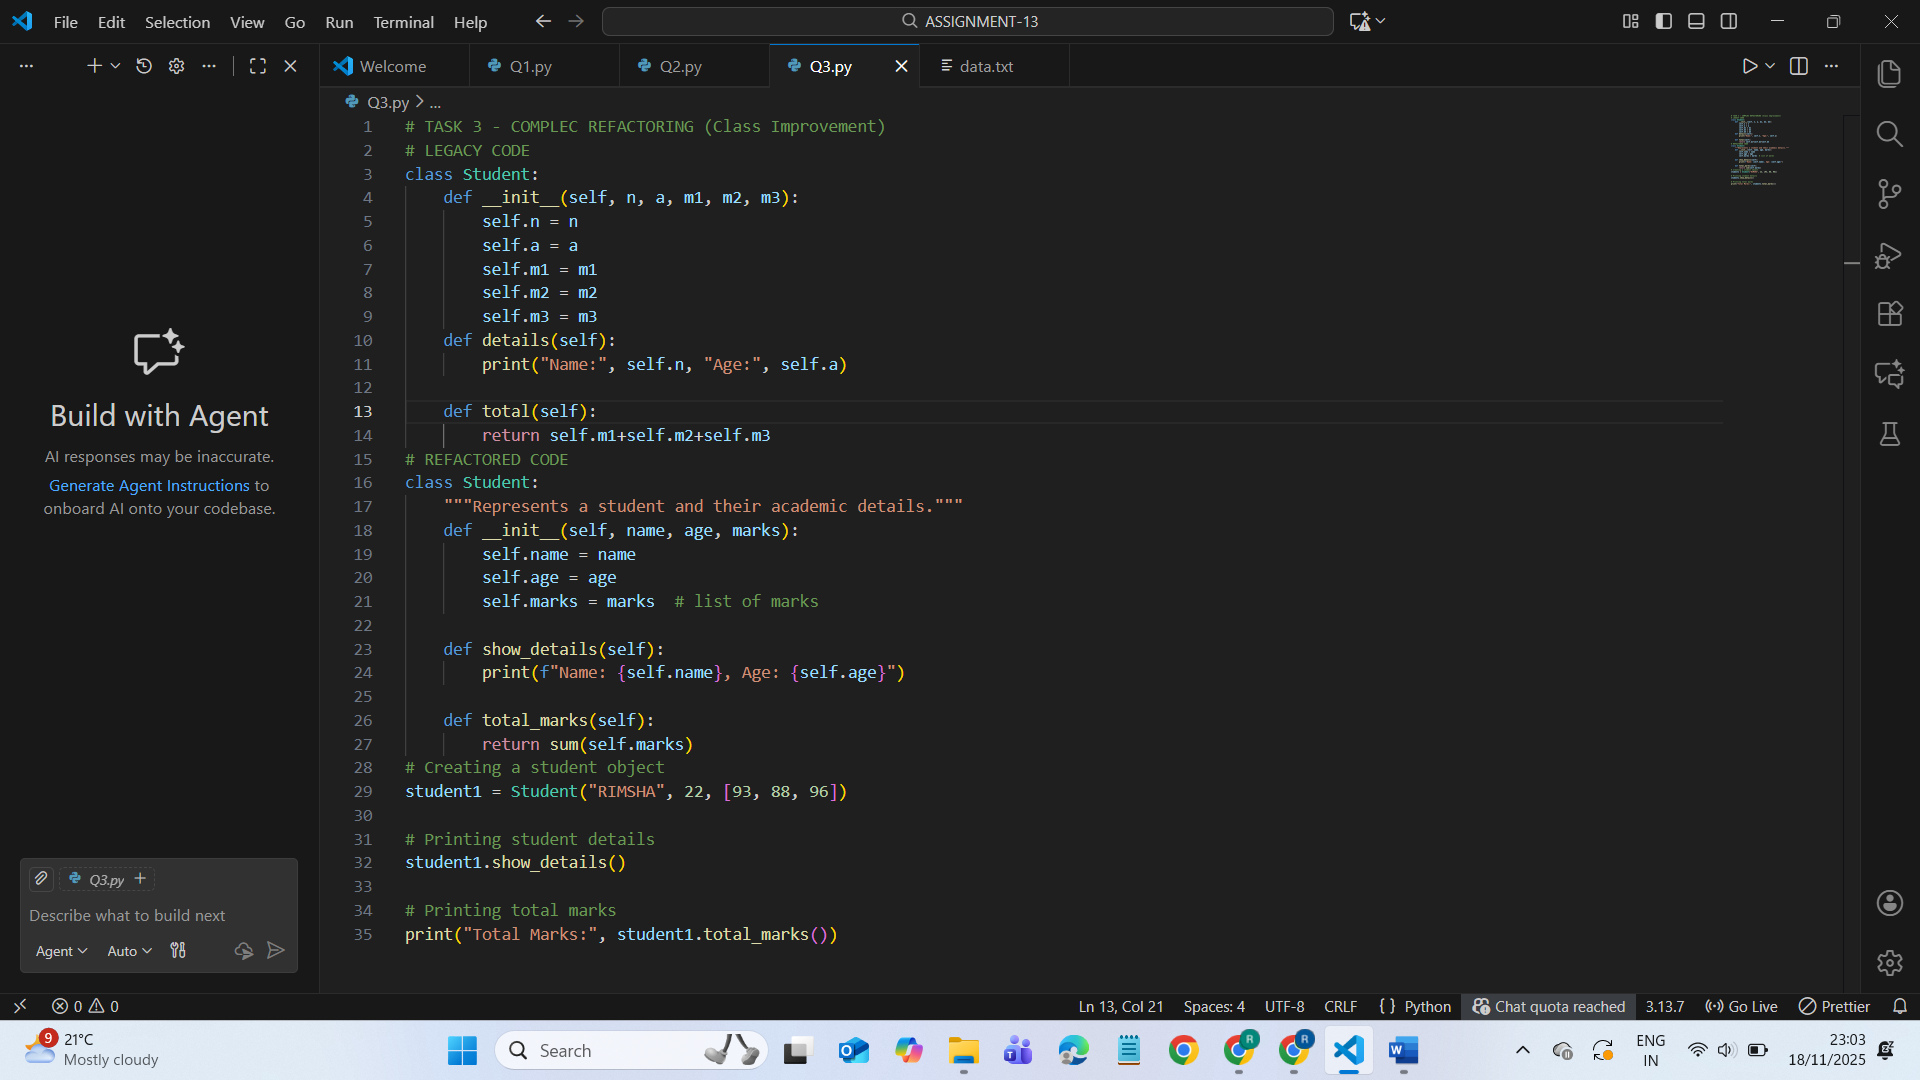 File Edit Selection View Go Run Terminal Help
ASSIGNMENT-13
Welcome
Q1.py
Q2.py
Q3.py
data.txt
Q3.py > ...
1 # TASK 3 - COMPLEC REFACTORING (Class Improvement)
2 # LEGACY CODE
3 class Student:
4     def __init__(self, n, a, m1, m2, m3):
5         self.n = n
6         self.a = a
7         self.m1 = m1
8         self.m2 = m2
9         self.m3 = m3
10     def details(self):
11         print("Name:", self.n, "Age:", self.a)
12
13     def total(self):
14         return self.m1+self.m2+self.m3
15 # REFACTORED CODE
16 class Student:
17     """Represents a student and their academic details."""
18     def __init__(self, name, age, marks):
19         self.name = name
20         self.age = age
21         self.marks = marks  # list of marks
22
23     def show_details(self):
24         print(f"Name: {self.name}, Age: {self.age}")
25
26     def total_marks(self):
27         return sum(self.marks)
28 # Creating a student object
29 student1 = Student("RIMSHA", 22, [93, 88, 96])
30
31 # Printing student details
32 student1.show_details()
33
34 # Printing total marks
35 print("Total Marks:", student1.total_marks())
Build with Agent
AI responses may be inaccurate.
Generate Agent Instructions to
onboard AI onto your codebase.
Q3.py
Describe what to build next
Agent Auto
0 0
Ln 13, Col 21 Spaces: 4 UTF-8 CRLF { } Python Chat quota reached 3.13.7 Go Live Prettier
9
21°C
Mostly cloudy
Search
R
R
ENG
IN
23:03
18/11/2025